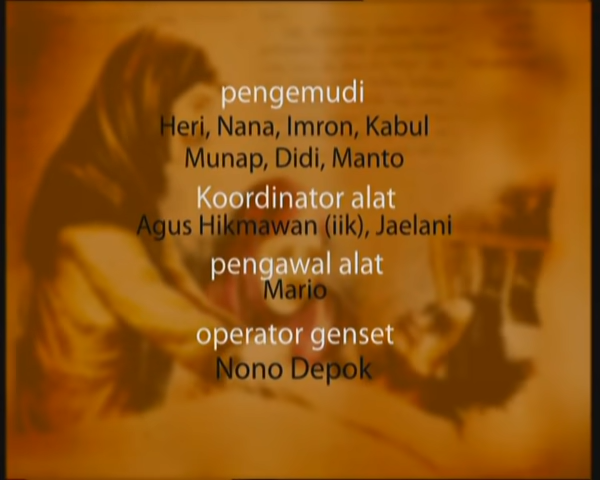 pengemudi
Heri, Nana, Imron, Kabul
Munap, Didi, Manto
Koordinator alat
Agus Hikmawan (iik), Jaelani
pengawal alat
Mario
operator genset
Nono Depok